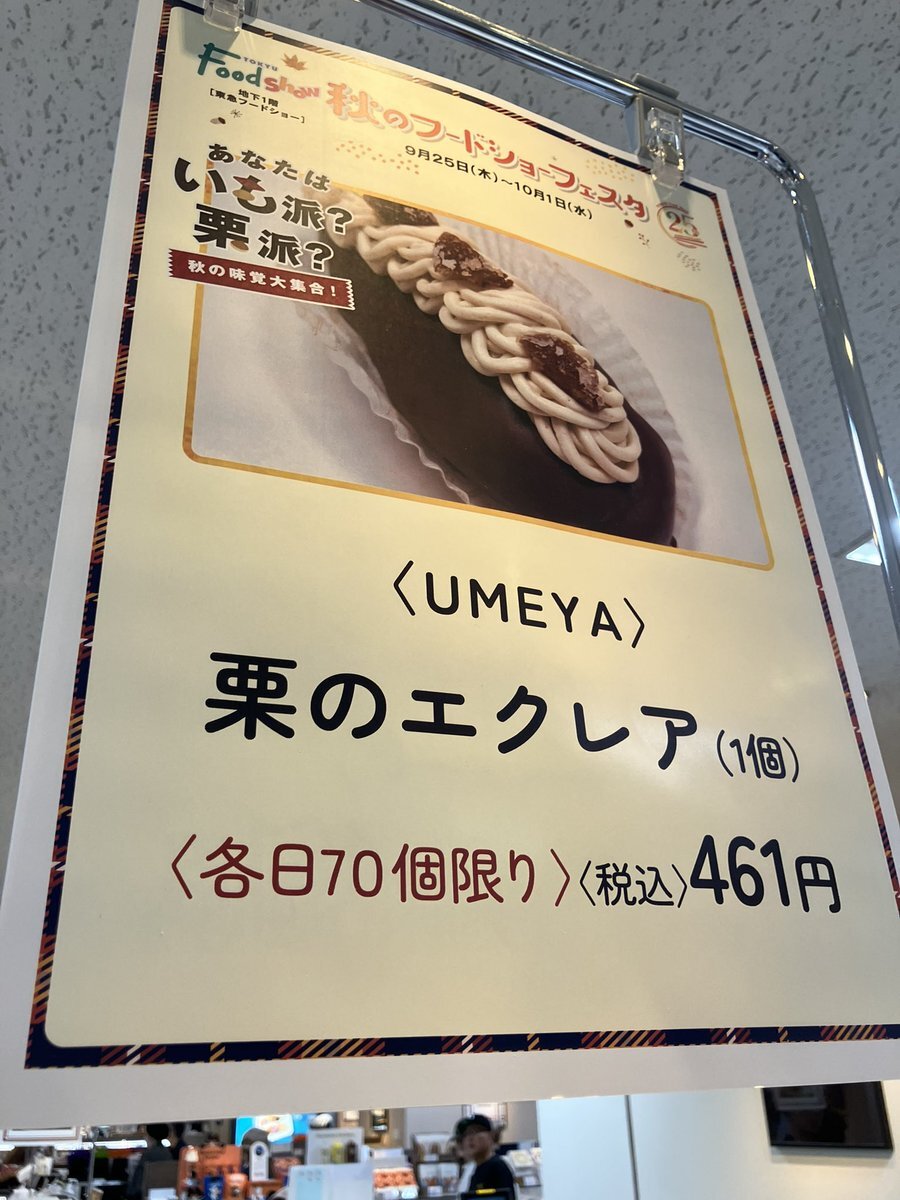 TOKYU
Food show
地下1階
[東急フードショー]
秋のフードショーフェスタ
9月25日(木)〜10月1日(水)
25
あなたは
いも派?
栗派?
秋の味覚大集合!
〈UMEYA〉
栗のエクレア(1個)
〈各日70個限り〉〈税込〉461円